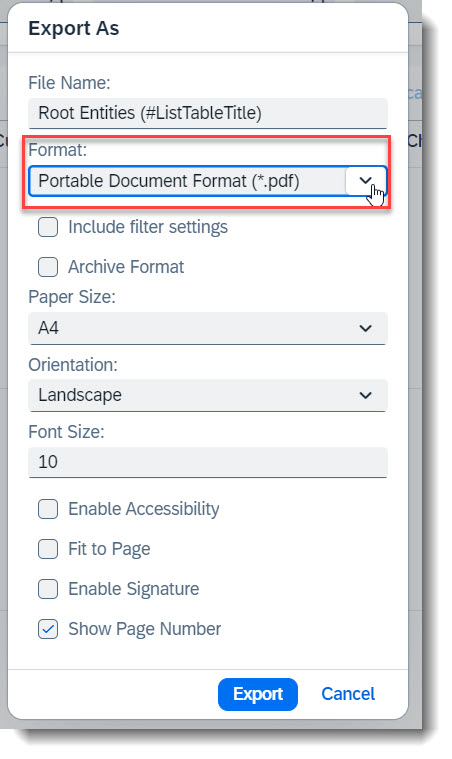 Export As
File Name:
Root Entities (#ListTableTitle)
Format:
Portable Document Format (*.pdf)
Include filter settings
Archive Format
Paper Size:
A4
Orientation:
Landscape
Font Size:
10
Enable Accessibility
Fit to Page
Enable Signature
Show Page Number
Export Cancel